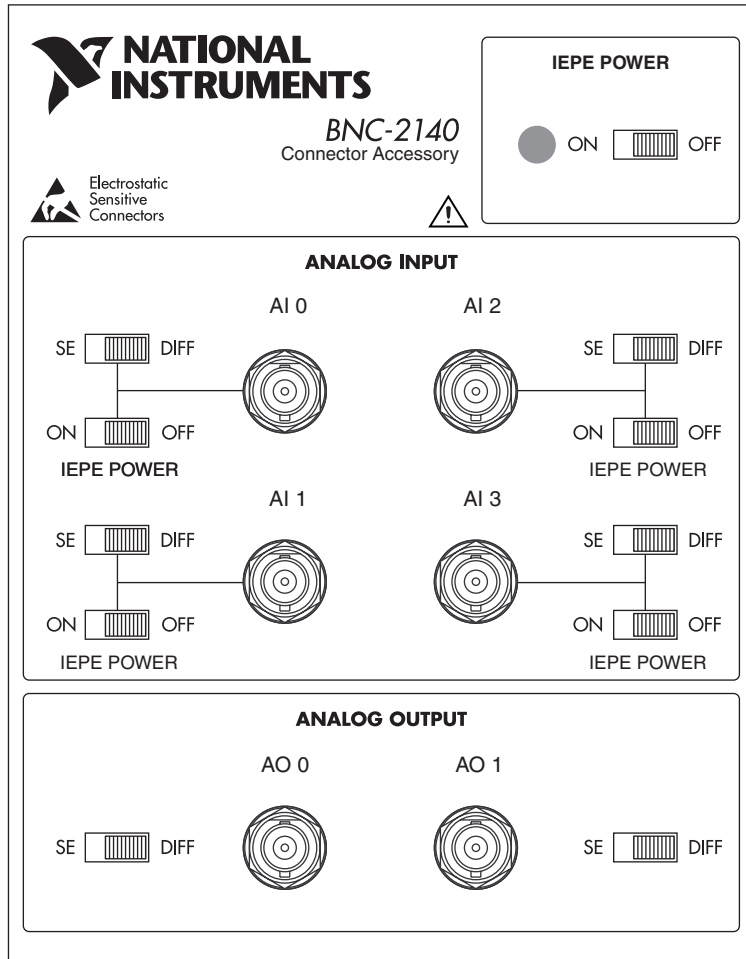 NATIONAL
INSTRUMENTS
BNC-2140
Connector Accessory
Electrostatic
Sensitive
Connectors
IEPE POWER
ON OFF
ANALOG INPUT
AI 0 AI 2
SE DIFF SE DIFF
ON OFF ON OFF
IEPE POWER IEPE POWER
AI 1 AI 3
SE DIFF SE DIFF
ON OFF ON OFF
IEPE POWER IEPE POWER
ANALOG OUTPUT
AO 0 AO 1
SE DIFF SE DIFF